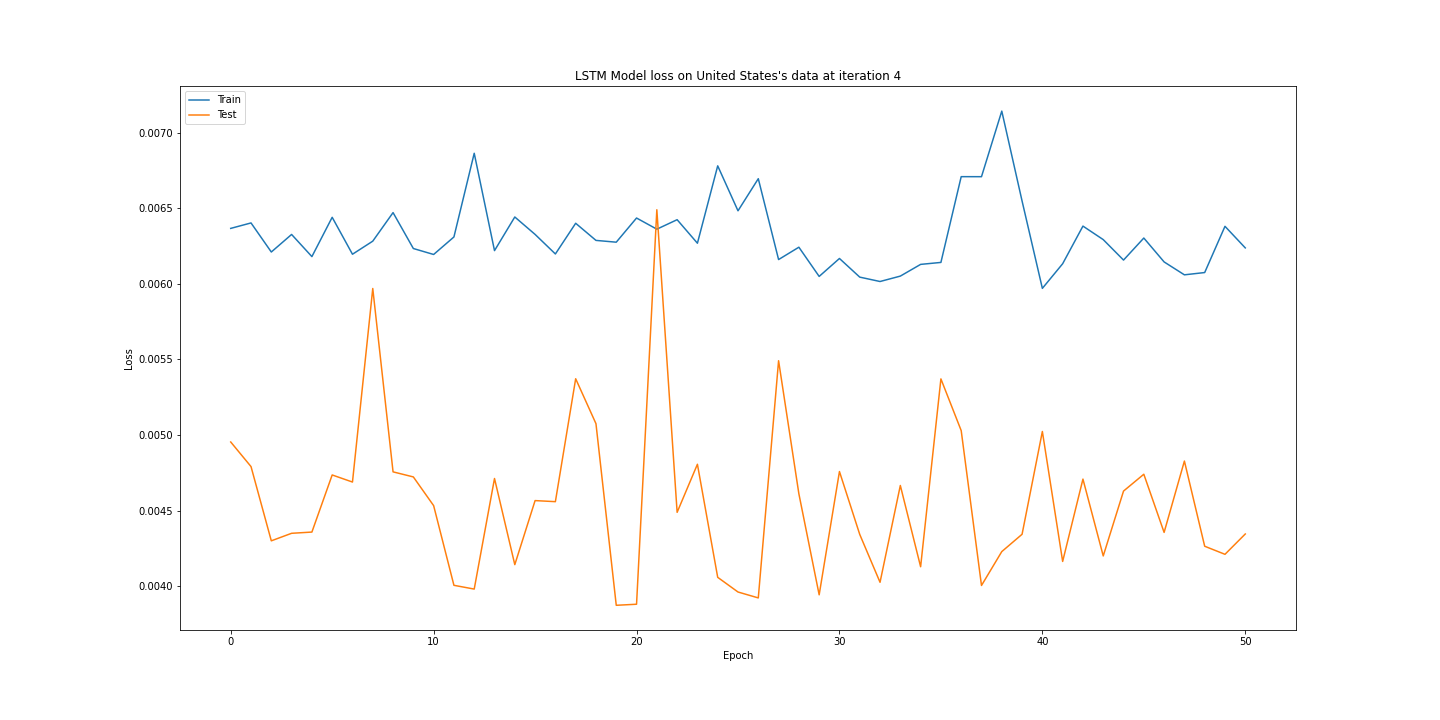 LSTM Model loss on United States's data at iteration 4
Train
Test
0.0070
0.0065
0.0060
0.0055
0.0050
0.0045
0.0040
Loss
0 10 20 30 40 50
Epoch